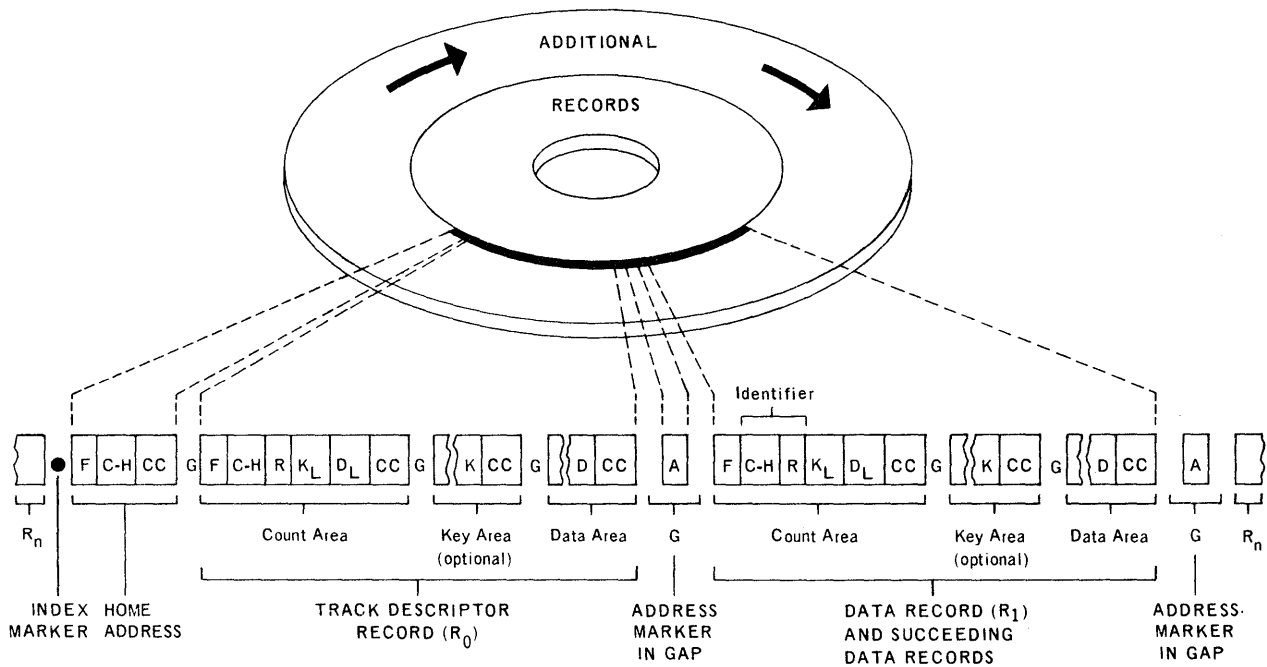 ADDITIONAL
RECORDS
Identifier
F C-H CC G F C-H R KL DL CC G K CC G D CC A F C-H R KL DL CC G K CC G D CC A
Rn Count Area Key Area (optional) Data Area G Count Area Key Area (optional) Data Area G Rn
INDEX MARKER
HOME ADDRESS
TRACK DESCRIPTOR
RECORD (R0)
ADDRESS
MARKER
IN GAP
DATA RECORD (R1)
AND SUCCEEDING
DATA RECORDS
ADDRESS-
MARKER
IN GAP